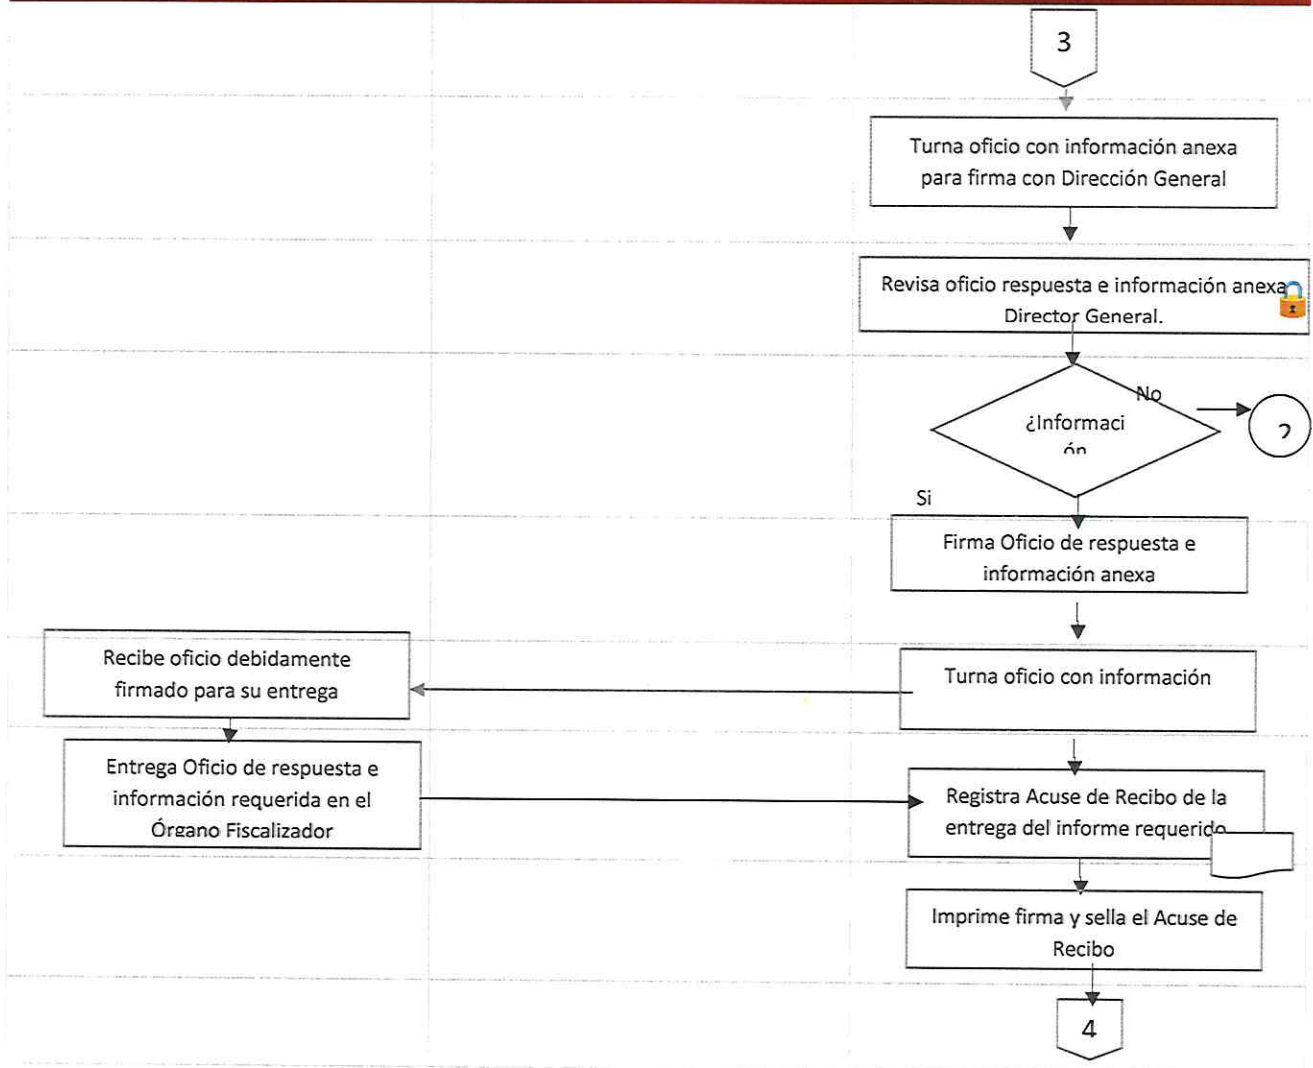 3
Turna oficio con información anexa
para firma con Dirección General
Revisa oficio respuesta e información anexa
Director General.
No
¿Informaci
ón
2
Si
Firma Oficio de respuesta e
información anexa
Recibe oficio debidamente
firmado para su entrega
Turna oficio con información
Entrega Oficio de respuesta e
información requerida en el
Órgano Fiscalizador
Registra Acuse de Recibo de la
entrega del informe requerido
Imprime firma y sella el Acuse de
Recibo
4